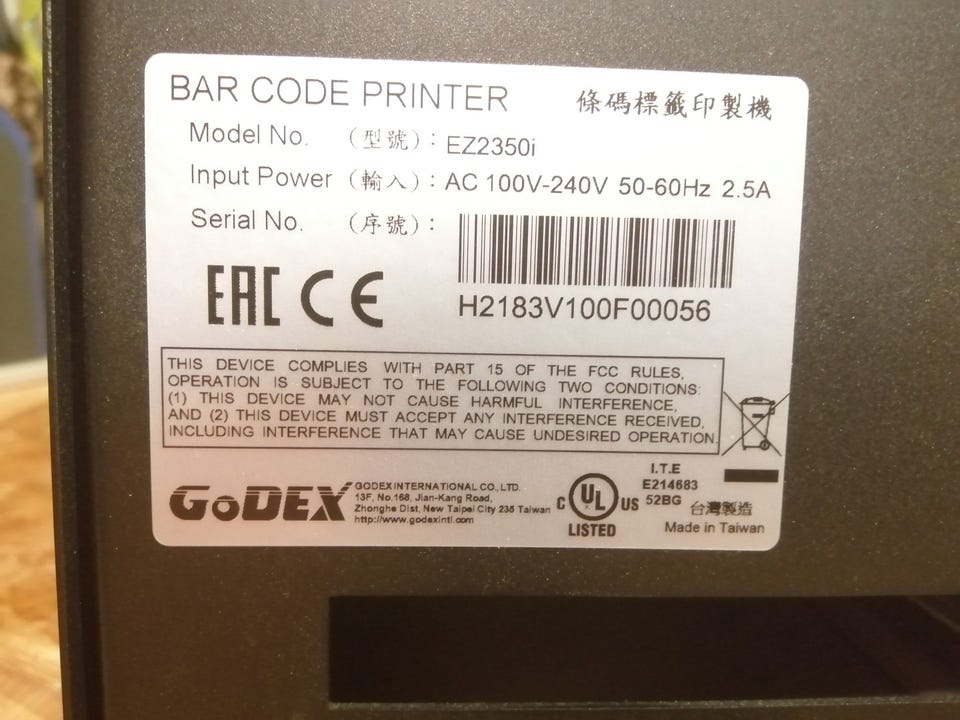 BAR CODE PRINTER 條碼標籤印製機
Model No. (型號): EZ2350i
Input Power (輸入): AC 100V-240V 50-60Hz 2.5A
Serial No. (序號):
H2183V100F00056
EAC CE
THIS DEVICE COMPLIES WITH PART 15 OF THE FCC RULES,
OPERATION IS SUBJECT TO THE FOLLOWING TWO CONDITIONS:
(1) THIS DEVICE MAY NOT CAUSE HARMFUL INTERFERENCE,
AND (2) THIS DEVICE MUST ACCEPT ANY INTERFERENCE RECEIVED,
INCLUDING INTERFERENCE THAT MAY CAUSE UNDESIRED OPERATION.
GoDEX
GODEX INTERNATIONAL CO., LTD.
13F, No.168, Jian-Kang Road,
Zhonghe Dist, New Taipei City 235 Taiwan
http://www.godexintl.com
C UL US
LISTED
I.T.E
E214683
52BG
台灣製造
Made in Taiwan